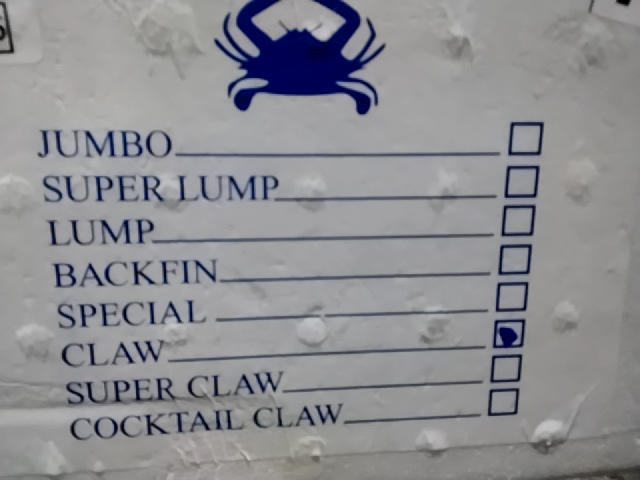 JUMBO
SUPER LUMP
LUMP
BACKFIN
SPECIAL
CLAW
SUPER CLAW
COCKTAIL CLAW